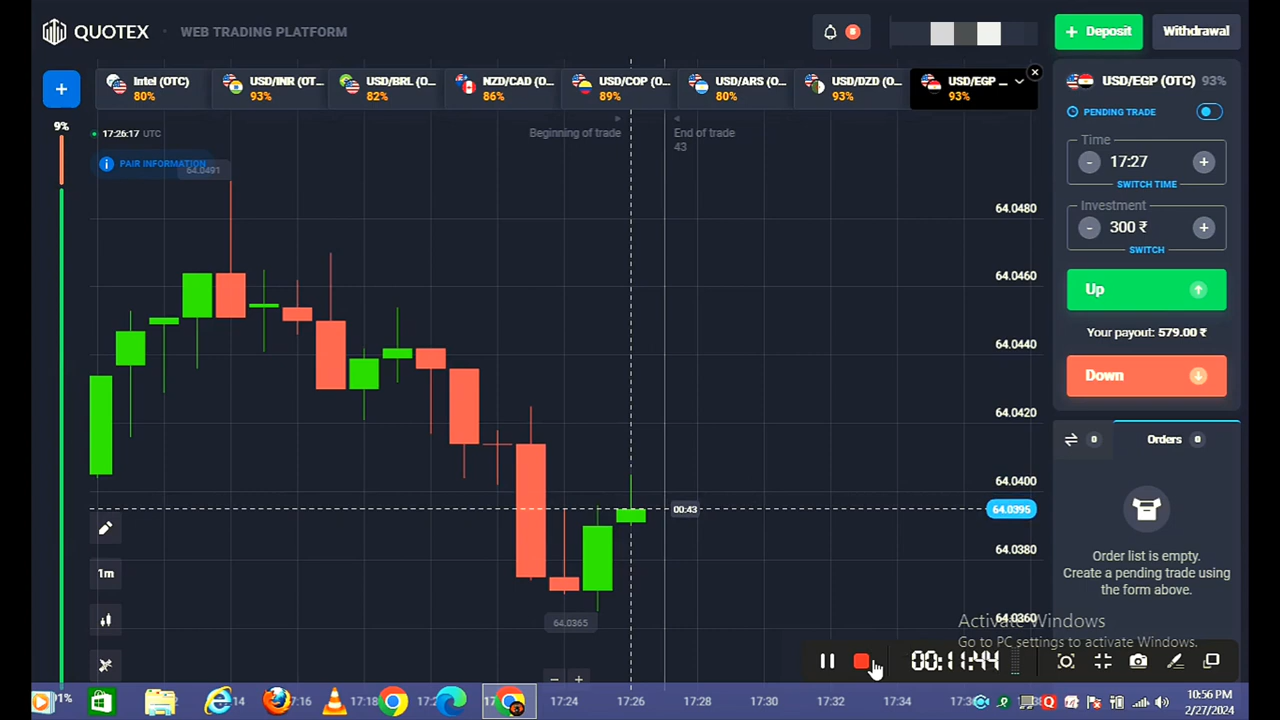 QUOTEX
WEB TRADING PLATFORM
Deposit
Withdrawal
Intel (OTC)
80%
USD/INR (OT...
93%
USD/BRL (O...
82%
NZD/CAD (O...
86%
USD/COP (O...
89%
USD/ARS (O...
80%
USD/DZD (O...
93%
USD/EGP ...
93%
USD/EGP (OTC) 93%
PENDING TRADE
Time
- 17:27 +
SWITCH TIME
Investment
- 300 ₹ +
SWITCH
Up
Your payout: 579.00 ₹
Down
0
Orders 0
Order list is empty.
Create a pending trade using
the form above.
9%
17:26:17 UTC
PAIR INFORMATION
64.0491
Beginning of trade
End of trade
43
64.0480
64.0460
64.0440
64.0420
64.0400
00:43
64.0395
64.0380
64.0360
64.0365
1m
Activate Windows
Go to PC settings to activate Windows.
00:11:44
17:16
17:24
17:26
17:28
17:30
17:32
17:34
10:56 PM
2/27/2024